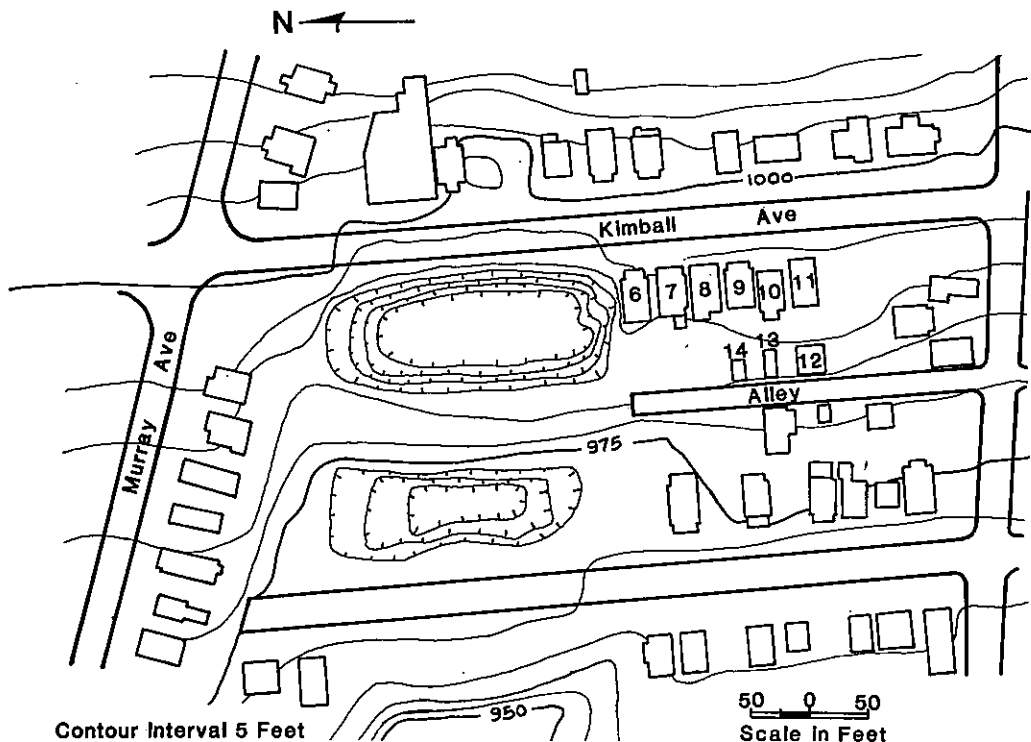 N
1000
Kimball Ave
6 7 8 9 10 11
13
14 12
Alley
Murray Ave
975
950
50 0 50
Contour Interval 5 Feet
Scale in Feet